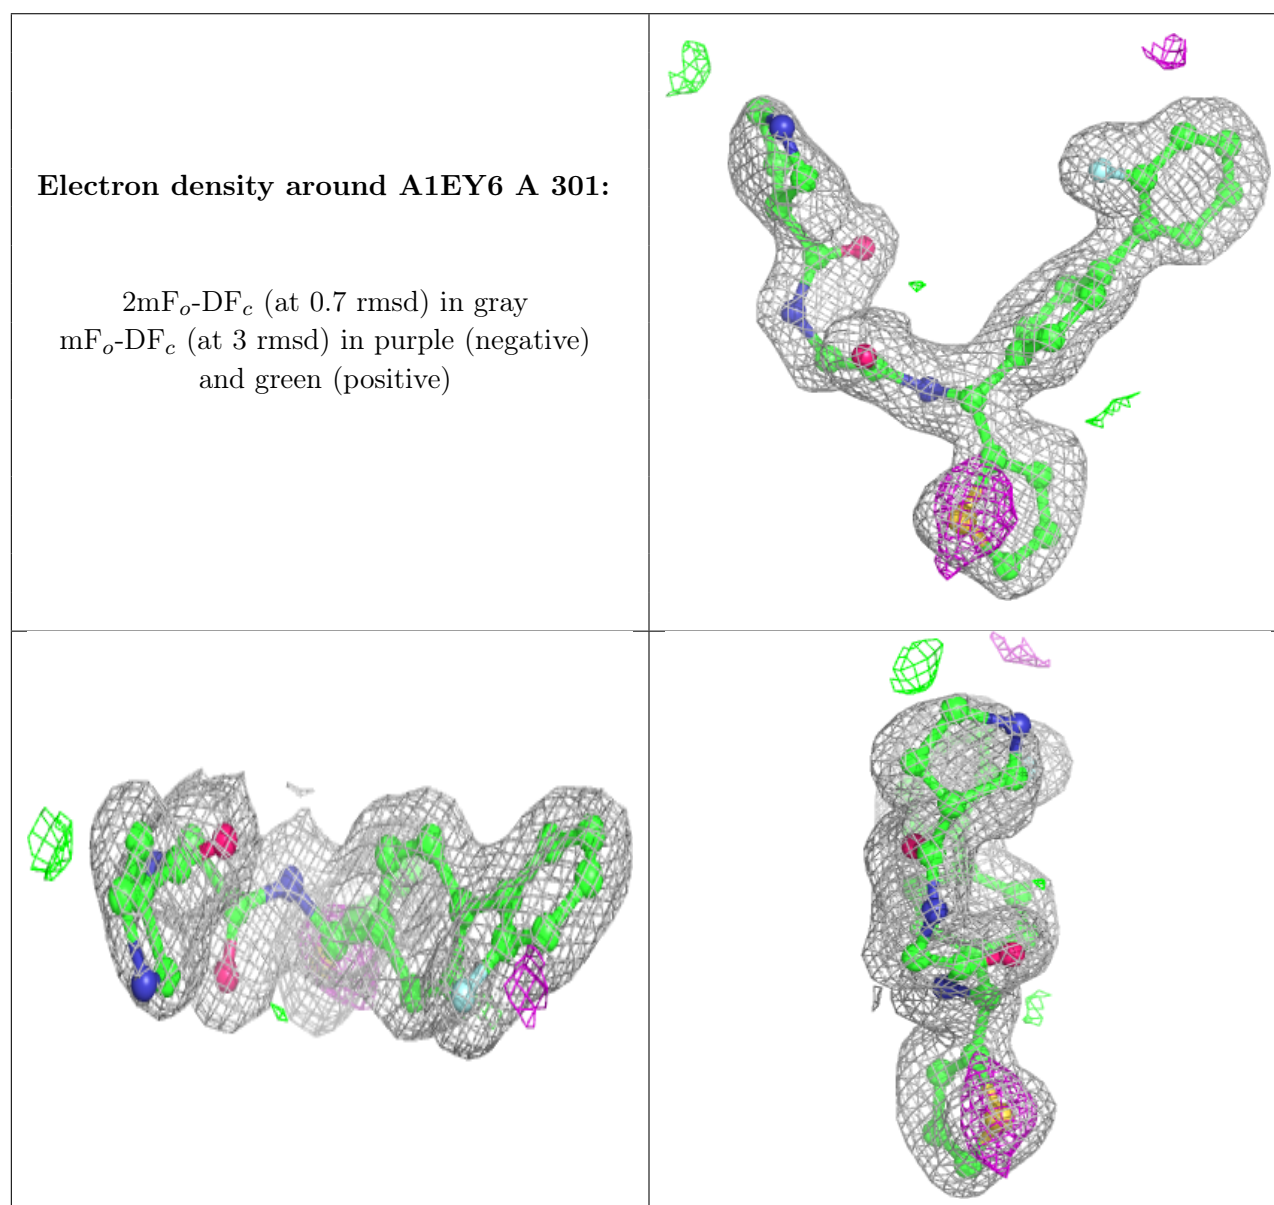 Electron density around A1EY6 A 301:
2mFo-DFc (at 0.7 rmsd) in gray
mFo-DFc (at 3 rmsd) in purple (negative)
and green (positive)